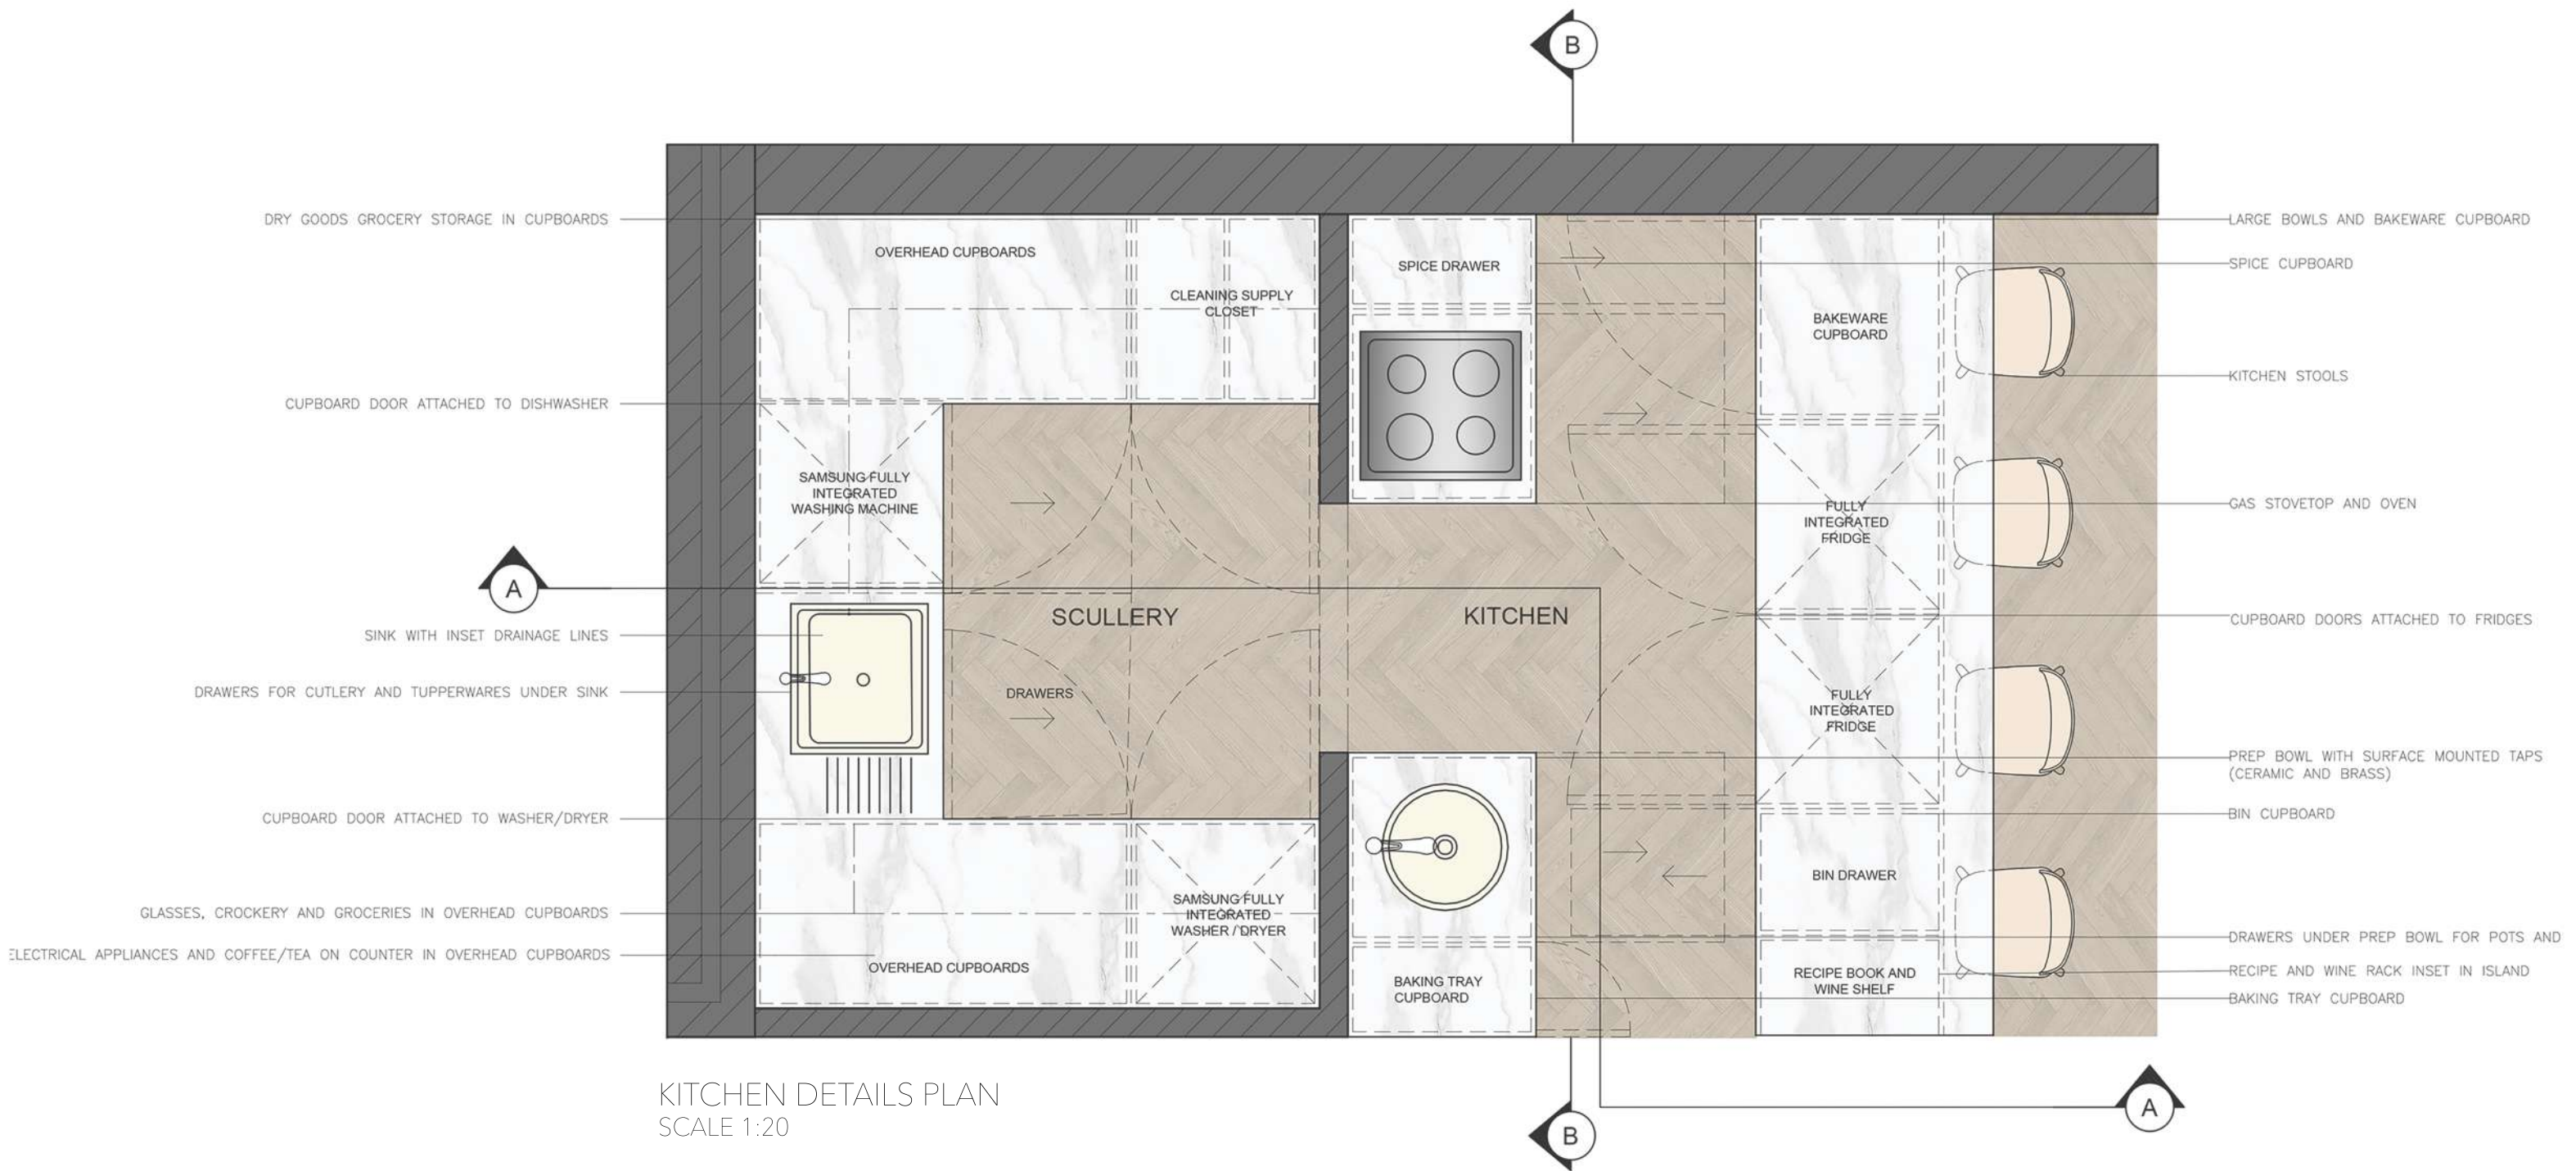 B
DRY GOODS GROCERY STORAGE IN CUPBOARDS
CUPBOARD DOOR ATTACHED TO DISHWASHER
A
SINK WITH INSET DRAINAGE LINES
DRAWERS FOR CUTLERY AND TUPPERWARES UNDER SINK
CUPBOARD DOOR ATTACHED TO WASHER/DRYER
GLASSES, CROCKERY AND GROCERIES IN OVERHEAD CUPBOARDS
ELECTRICAL APPLIANCES AND COFFEE/TEA ON COUNTER IN OVERHEAD CUPBOARDS
OVERHEAD CUPBOARDS
CLEANING SUPPLY
CLOSET
SAMSUNG FULLY
INTEGRATED
WASHING MACHINE
SCULLERY
DRAWERS
SAMSUNG FULLY
INTEGRATED
WASHER / DRYER
OVERHEAD CUPBOARDS
SPICE DRAWER
KITCHEN
BAKING TRAY
CUPBOARD
BAKEWARE
CUPBOARD
FULLY
INTEGRATED
FRIDGE
FULLY
INTEGRATED
FRIDGE
BIN DRAWER
RECIPE BOOK AND
WINE SHELF
LARGE BOWLS AND BAKEWARE CUPBOARD
SPICE CUPBOARD
KITCHEN STOOLS
GAS STOVETOP AND OVEN
CUPBOARD DOORS ATTACHED TO FRIDGES
PREP BOWL WITH SURFACE MOUNTED TAPS
(CERAMIC AND BRASS)
BIN CUPBOARD
DRAWERS UNDER PREP BOWL FOR POTS AND
RECIPE AND WINE RACK INSET IN ISLAND
BAKING TRAY CUPBOARD
KITCHEN DETAILS PLAN
SCALE 1:20
B
A